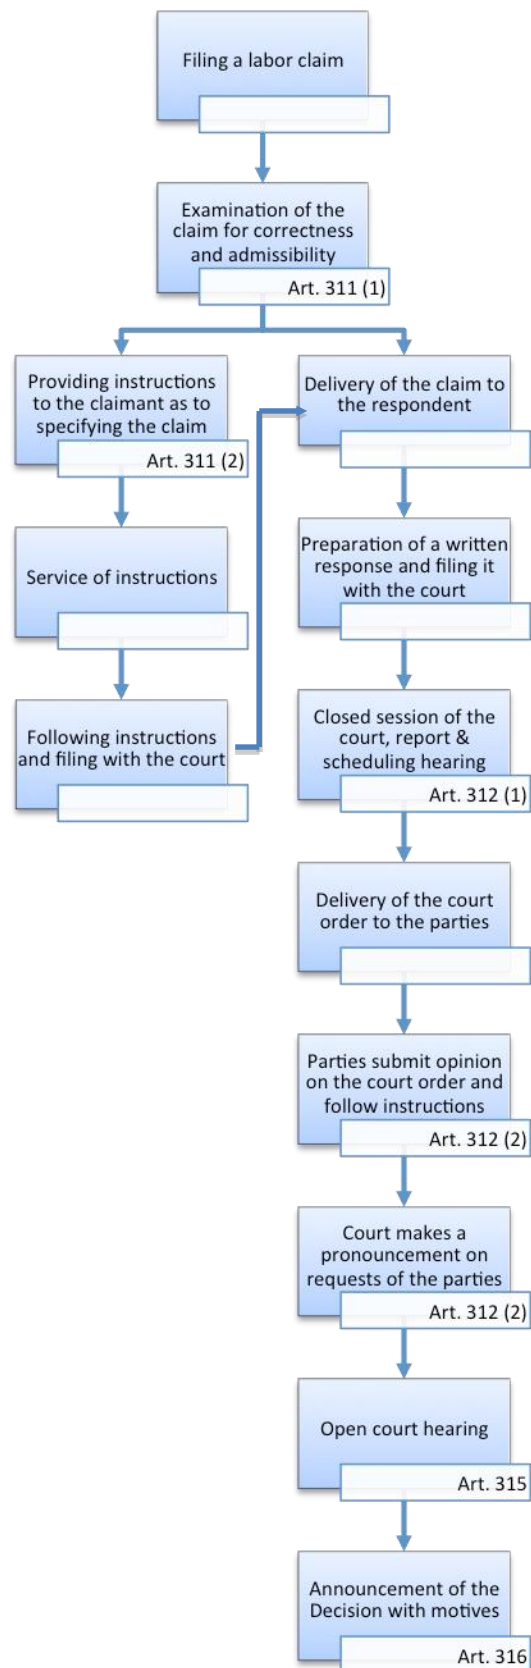 Filing a labor claim
Examination of the
claim for correctness
and admissibility
Art. 311 (1)
Providing instructions
to the claimant as to
specifying the claim
Art. 311 (2)
Service of instructions
Following instructions
and filing with the court
Delivery of the claim to
the respondent
Preparation of a written
response and filing it
with the court
Closed session of the
court, report &
scheduling hearing
Art. 312 (1)
Delivery of the court
order to the parties
Parties submit opinion
on the court order and
follow instructions
Art. 312 (2)
Court makes a
pronouncement on
requests of the parties
Art. 312 (2)
Open court hearing
Art. 315
Announcement of the
Decision with motives
Art. 316